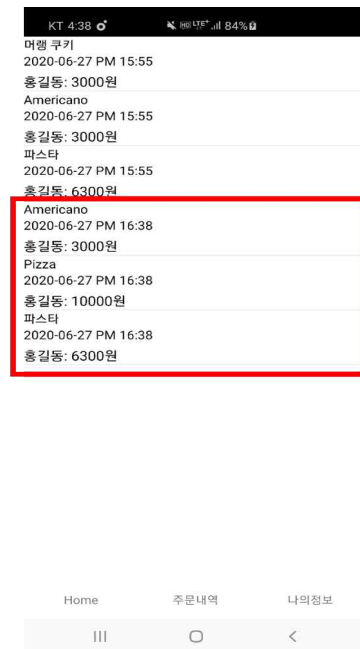 KT 4:38
LTE+ 84%
머랭 쿠키
2020-06-27 PM 15:55
홍길동: 3000원
Americano
2020-06-27 PM 15:55
홍길동: 3000원
파스타
2020-06-27 PM 15:55
홍길동: 6300원
Americano
2020-06-27 PM 16:38
홍길동: 3000원
Pizza
2020-06-27 PM 16:38
홍길동: 10000원
파스타
2020-06-27 PM 16:38
홍길동: 6300원
Home 주문내역 나의정보